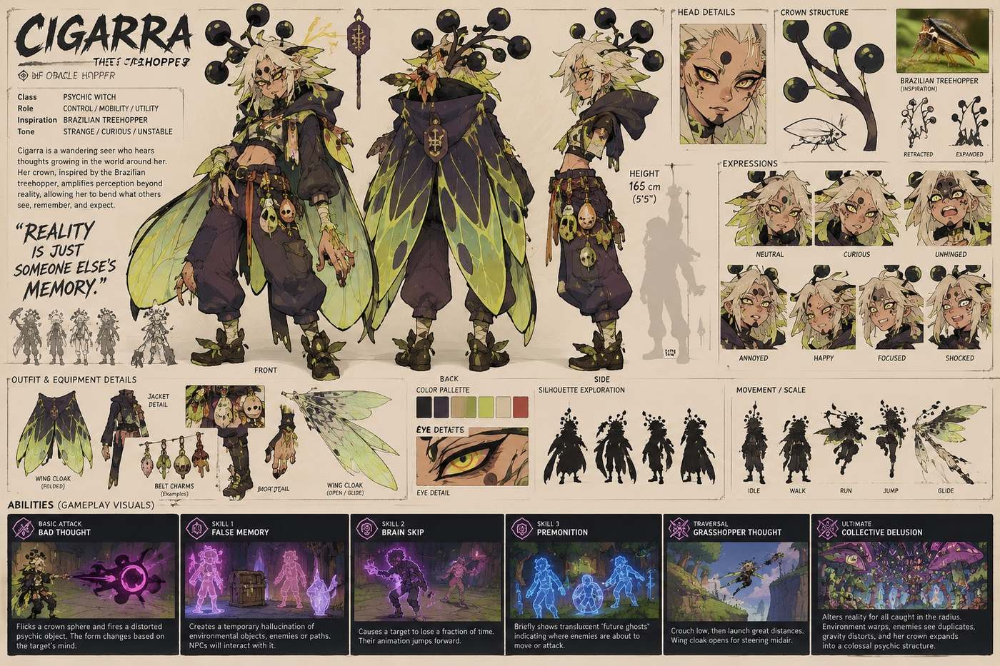 CIGARRA
ORACLE HOPPER
Class PSYCHIC WITCH
Role CONTROL / MOBILITY / UTILITY
Inspiration BRAZILIAN TREEHOPPER
Tone STRANGE / CURIOUS / UNSTABLE
Cigarra is a wandering seer who hears
thoughts growing in the world around her.
Her crown, inspired by the Brazilian
treehopper, amplifies perception beyond
reality, allowing her to bend what others
see, remember, and expect.
“REALITY
IS JUST
SOMEONE ELSE'S
MEMORY.”
FRONT
BACK
SIDE
HEIGHT
165 cm
(5'5")
HEAD DETAILS
CROWN STRUCTURE
BRAZILIAN TREEHOPPER
(INSPIRATION)
RETRACTED
EXPANDED
EXPRESSIONS
NEUTRAL
CURIOUS
UNHINGED
ANNOYED
HAPPY
FOCUSED
SHOCKED
OUTFIT & EQUIPMENT DETAILS
WING CLOAK
(FOLDED)
JACKET
DETAIL
BELT CHARMS
(Examples)
WING CLOAK
(OPEN / GLIDE)
COLOR PALLETTE
EYE DETAILS
EYE DETAIL
SILHOUETTE EXPLORATION
MOVEMENT / SCALE
IDLE
WALK
RUN
JUMP
GLIDE
ABILITIES (GAMEPLAY VISUALS)
BASIC ATTACK
BAD THOUGHT
Flicks a crown sphere and fires a distorted
psychic object. The form changes based on
the target's mind.
SKILL 1
FALSE MEMORY
Creates a temporary hallucination of
environmental objects, enemies or paths.
NPCs will interact with it.
SKILL 2
BRAIN SKIP
Causes a target to lose a fraction of time.
Their animation jumps forward.
SKILL 3
PREMONITION
Briefly shows translucent "future ghosts"
indicating where enemies are about to
move or attack.
TRAVERSAL
GRASSHOPPER THOUGHT
Crouch low, then launch great distances.
Wing cloak opens for steering midair.
ULTIMATE
COLLECTIVE DELUSION
Alters reality for all caught in the radius.
Environment warps, enemies see duplicates,
gravity distorts, and her crown expands
into a colossal psychic structure.